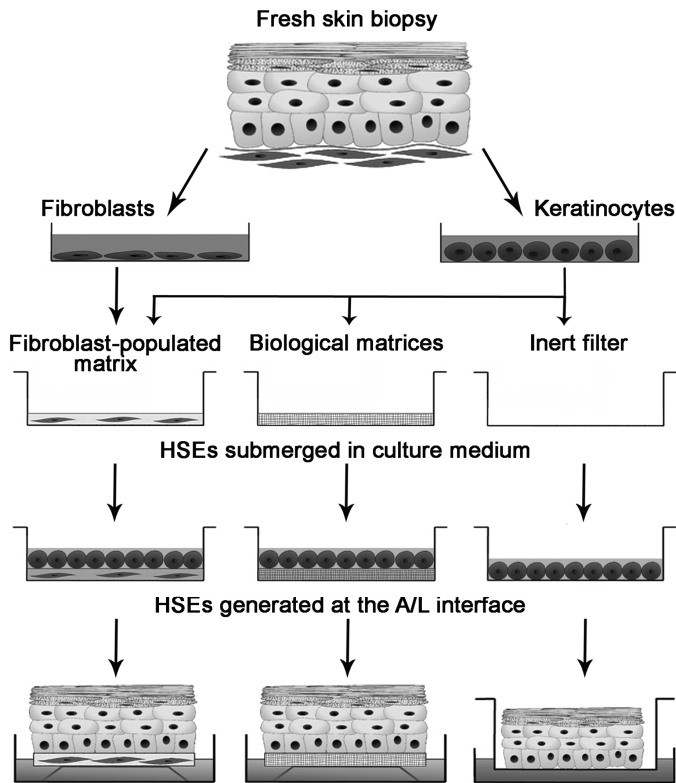 Fresh skin biopsy
Fibroblasts
Keratinocytes
Fibroblast-populated
matrix
Biological matrices
Inert filter
HSEs submerged in culture medium
HSEs generated at the A/L interface